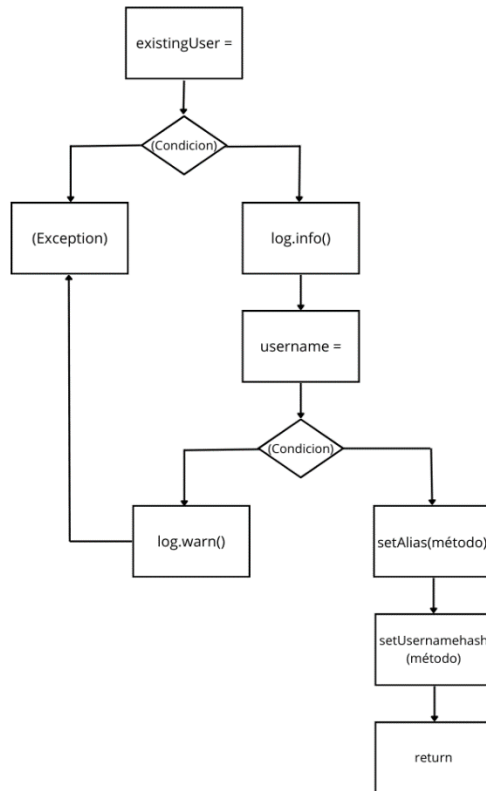 existingUser =
(Condicion)
(Exception)
log.info()
username =
(Condicion)
log.warn()
setAlias(método)
setUsernamehash
(método)
return